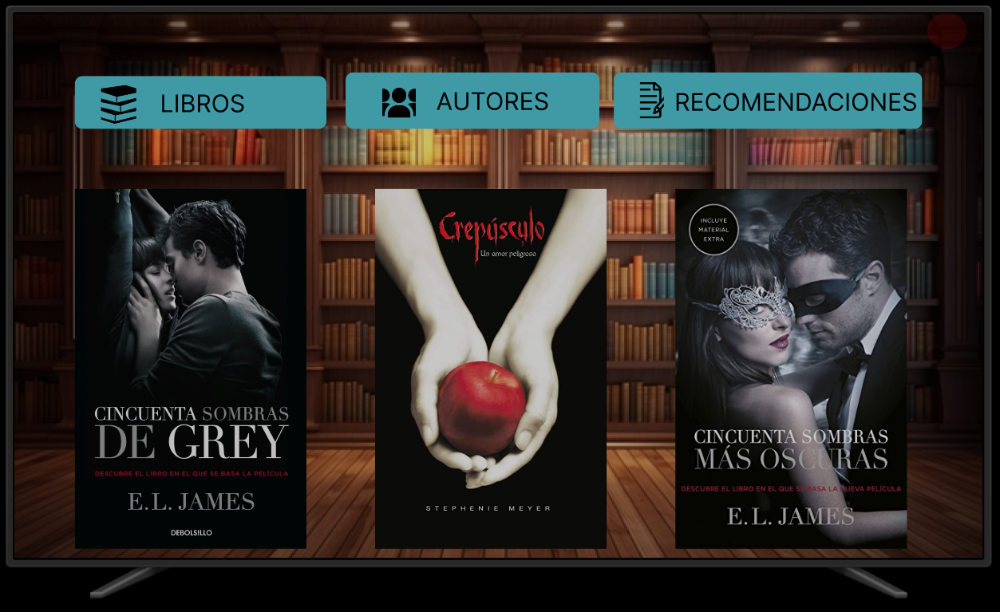 LIBROS
AUTORES
RECOMENDACIONES
CINCUENTA SOMBRAS
DE GREY
DESCUBRE EL LIBRO EN EL QUE SE BASA LA PELÍCULA
E. L. JAMES
DEBOLS!LLO
Crepúsculo
Un amor peligroso
STEPHENIE MEYER
INCLUYE
MATERIAL
EXTRA
CINCUENTA SOMBRAS
MÁS OSCURAS
DESCUBRE EL LIBRO EN EL QUE SE BASA LA NUEVA PELÍCULA
E. L. JAMES